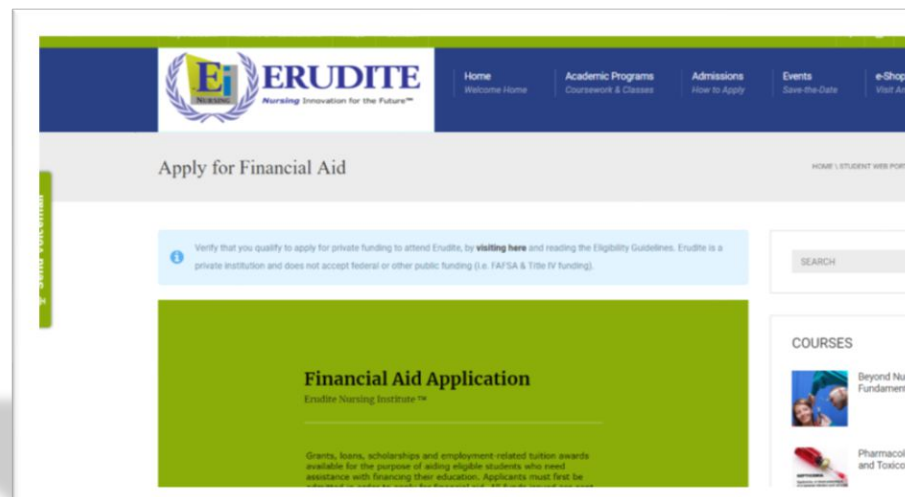 Ei
NURSING
ERUDITE
Nursing Innovation for the Future™
Home
Welcome Home
Academic Programs
Coursework & Classes
Admissions
How to Apply
Events
Save-the-Date
e-Shop
Visit
Apply for Financial Aid
HOME \ STUDENT WEB
Send Voicemail
Verify that you qualify to apply for private funding to attend Erudite, by visiting here and reading the Eligibility Guidelines. Erudite is a
private institution and does not accept federal or other public funding (i.e. FAFSA & Title IV funding).
SEARCH
Financial Aid Application
Erudite Nursing Institute ™
Grants, loans, scholarships and employment-related tuition awards
available for the purpose of aiding eligible students who need
assistance with financing their education. Applicants must first be
COURSES
Beyond
Pharmacol
and